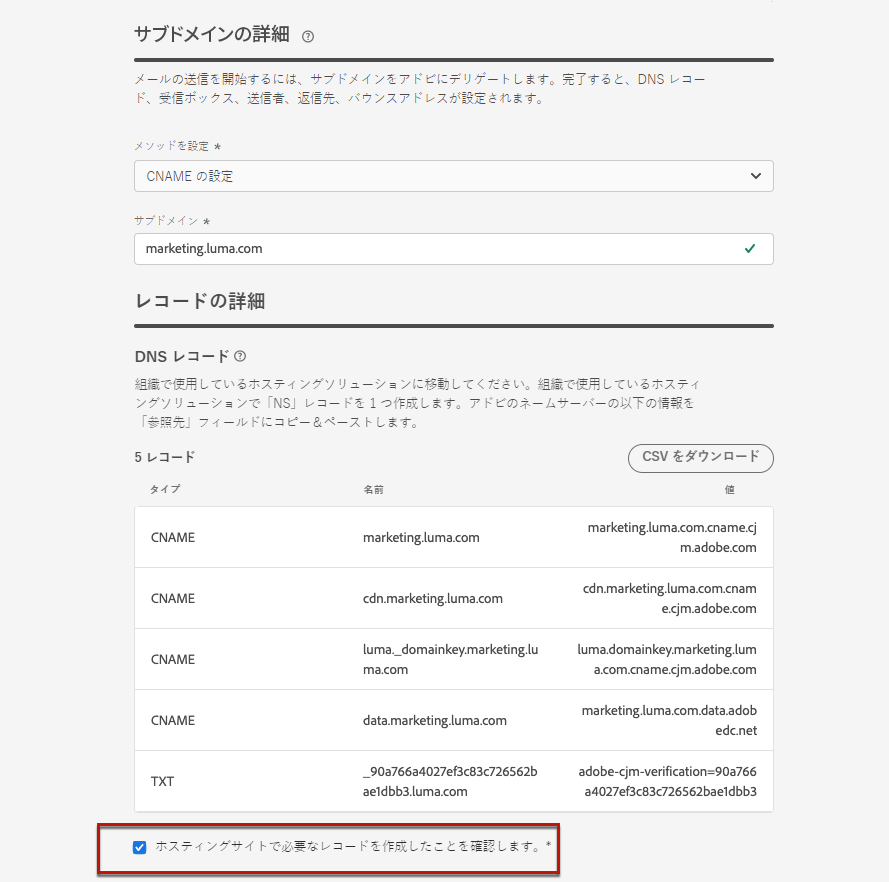 サブドメインの詳細
メールの送信を開始するには、サブドメインをアドビにデリゲートします。完了すると、DNS レコー
ド、受信ボックス、送信者、返信先、バウンスアドレスが設定されます。
メソッドを設定 *
CNAME の設定
サブドメイン *
marketing.luma.com
レコードの詳細
DNS レコード
組織で使用しているホスティングソリューションに移動してください。組織で使用しているホスティ
ングソリューションで「NS」レコードを 1 つ作成します。アドビのネームサーバーの以下の情報を
「参照先」フィールドにコピー＆ペーストします。
5 レコード
CSV をダウンロード
タイプ 名前 値
CNAME marketing.luma.com marketing.luma.com.cname.cj
m.adobe.com
CNAME cdn.marketing.luma.com cdn.marketing.luma.com.cnam
e.cjm.adobe.com
CNAME luma._domainkey.marketing.lu luma.domainkey.marketing.lum
ma.com a.com.cname.cjm.adobe.com
CNAME data.marketing.luma.com marketing.luma.com.data.adob
edc.net
TXT _90a766a4027ef3c83c726562b adobe-cjm-verification=90a766
ae1dbb3.luma.com a4027ef3c83c726562bae1dbb3
ホスティングサイトで必要なレコードを作成したことを確認します。*